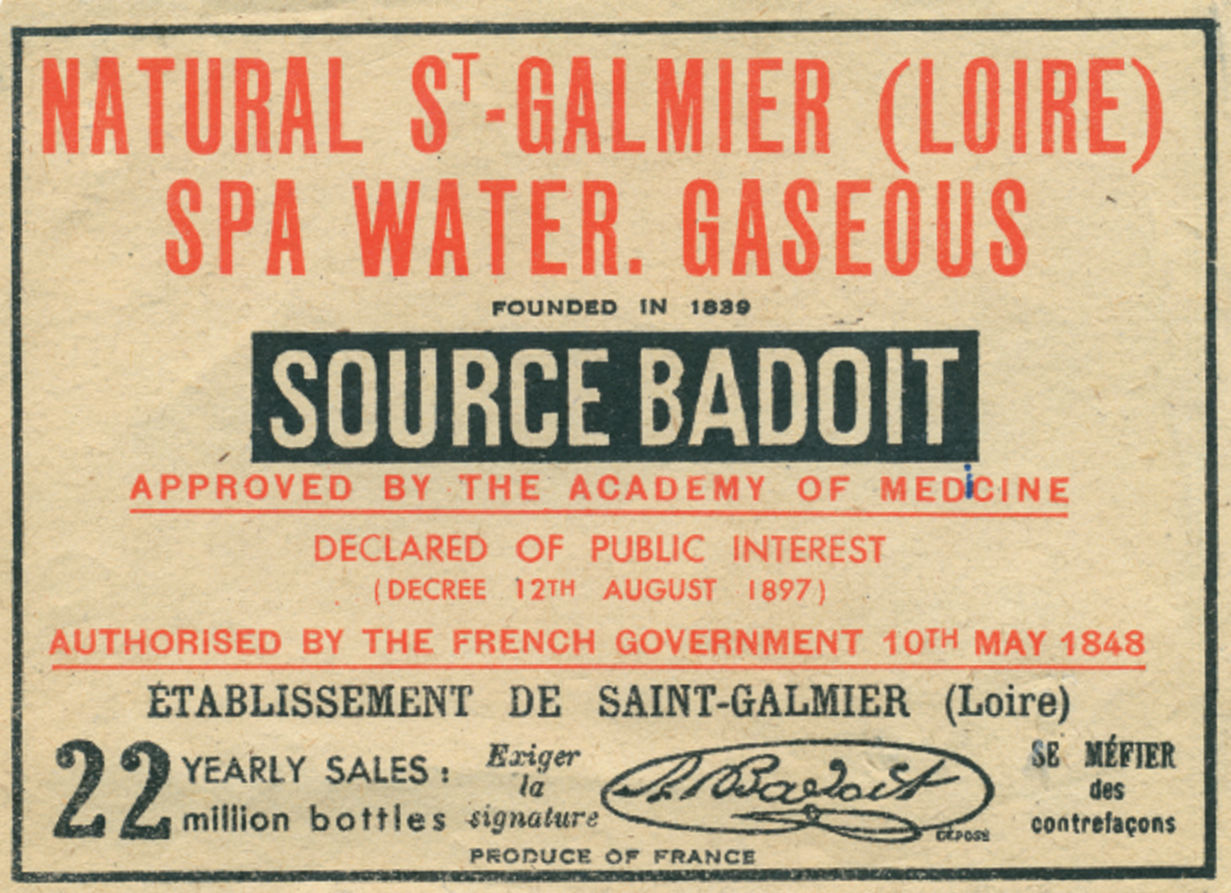 NATURAL ST-GALMIER (LOIRE)
SPA WATER. GASEOUS
FOUNDED IN 1839
SOURCE BADOIT
APPROVED BY THE ACADEMY OF MEDiCINE
DECLARED OF PUBLIC INTEREST
(DECREE 12TH AUGUST 1897)
AUTHORISED BY THE FRENCH GOVERNMENT 10TH MAY 1848
ÉTABLISSEMENT DE SAINT-GALMIER (Loire)
22 YEARLY SALES :
million bottles
Exiger
la
signature
A. Badoit
DÉPOSÉ
SE MÉFIER
des
contrefaçons
PRODUCE OF FRANCE